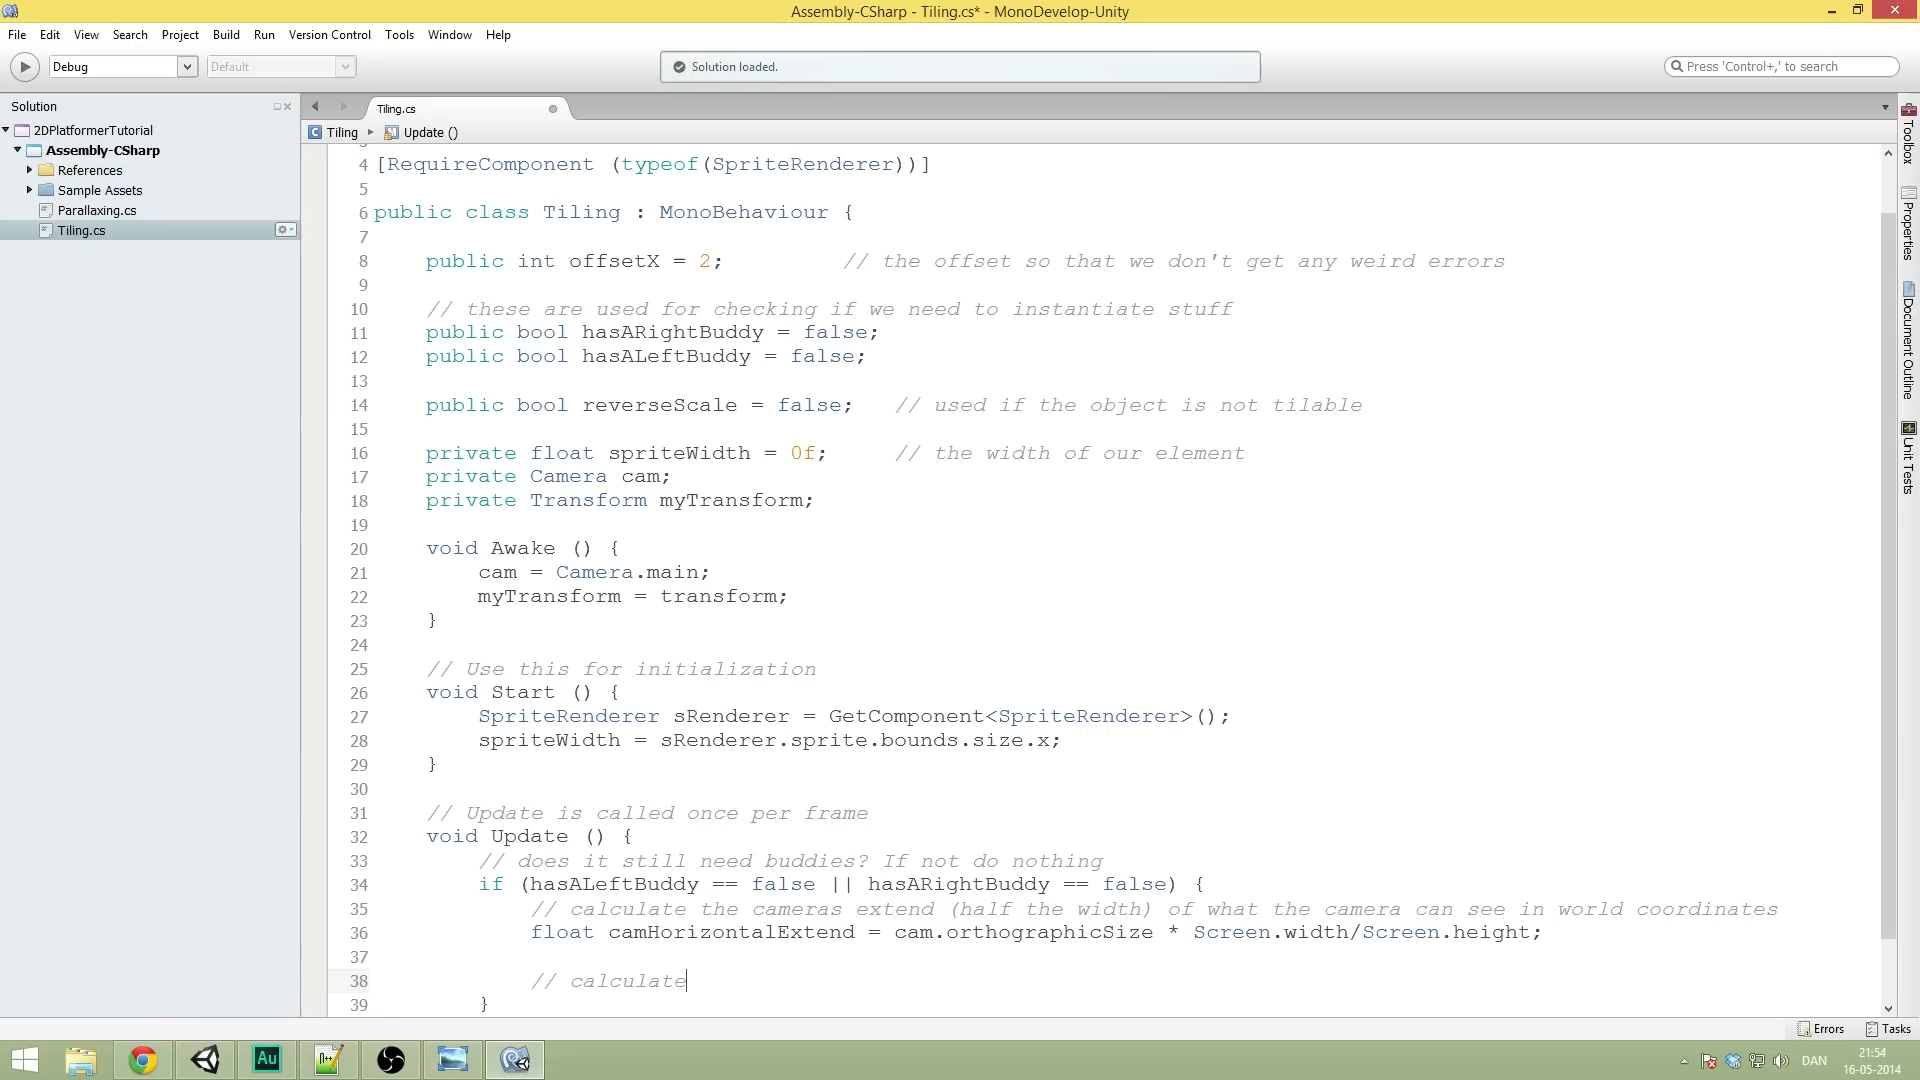 Assembly-CSharp - Tiling.cs* - MonoDevelop-Unity
File Edit View Search Project Build Run Version Control Tools Window Help
Debug Default Solution loaded. Press 'Control+,' to search
Solution
2DPlatformerTutorial
Assembly-CSharp
References
Sample Assets
Parallaxing.cs
Tiling.cs
Tiling.cs
Tiling Update ()
4 [RequireComponent (typeof(SpriteRenderer))]
5
6 public class Tiling : MonoBehaviour {
7
8 public int offsetX = 2; // the offset so that we don't get any weird errors
9
10 // these are used for checking if we need to instantiate stuff
11 public bool hasARightBuddy = false;
12 public bool hasALeftBuddy = false;
13
14 public bool reverseScale = false; // used if the object is not tilable
15
16 private float spriteWidth = 0f; // the width of our element
17 private Camera cam;
18 private Transform myTransform;
19
20 void Awake () {
21 cam = Camera.main;
22 myTransform = transform;
23 }
24
25 // Use this for initialization
26 void Start () {
27 SpriteRenderer sRenderer = GetComponent<SpriteRenderer>();
28 spriteWidth = sRenderer.sprite.bounds.size.x;
29 }
30
31 // Update is called once per frame
32 void Update () {
33 // does it still need buddies? If not do nothing
34 if (hasALeftBuddy == false || hasARightBuddy == false) {
35 // calculate the cameras extend (half the width) of what the camera can see in world coordinates
36 float camHorizontalExtend = cam.orthographicSize * Screen.width/Screen.height;
37
38 // calculate
39 }
Toolbox
Properties
Document Outline
Unit Tests
Errors Tasks
Au
n++
DAN
21:54
16-05-2014